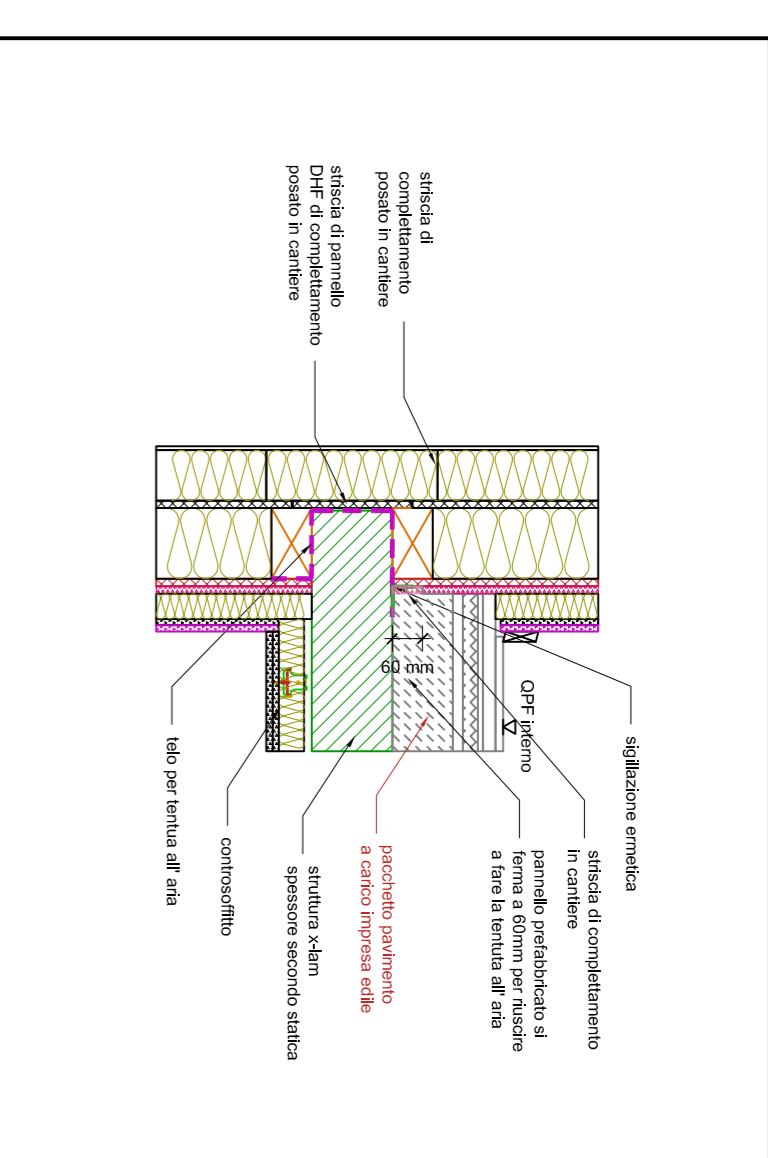 striscia di
complettamento
posato in cantiere
striscia di pannello
DHF di complettamento
posato in cantiere
60 mm
QPF interno
sigillazione ermetica
striscia di complettamento
in cantiere
pannello prefabbricato si
ferma a 60mm per riuscire
a fare la tentuta all' aria
pacchetto pavimento
a carico impresa edile
struttura x-lam
spessore secondo statica
controsoffitto
telo per tentua all' aria